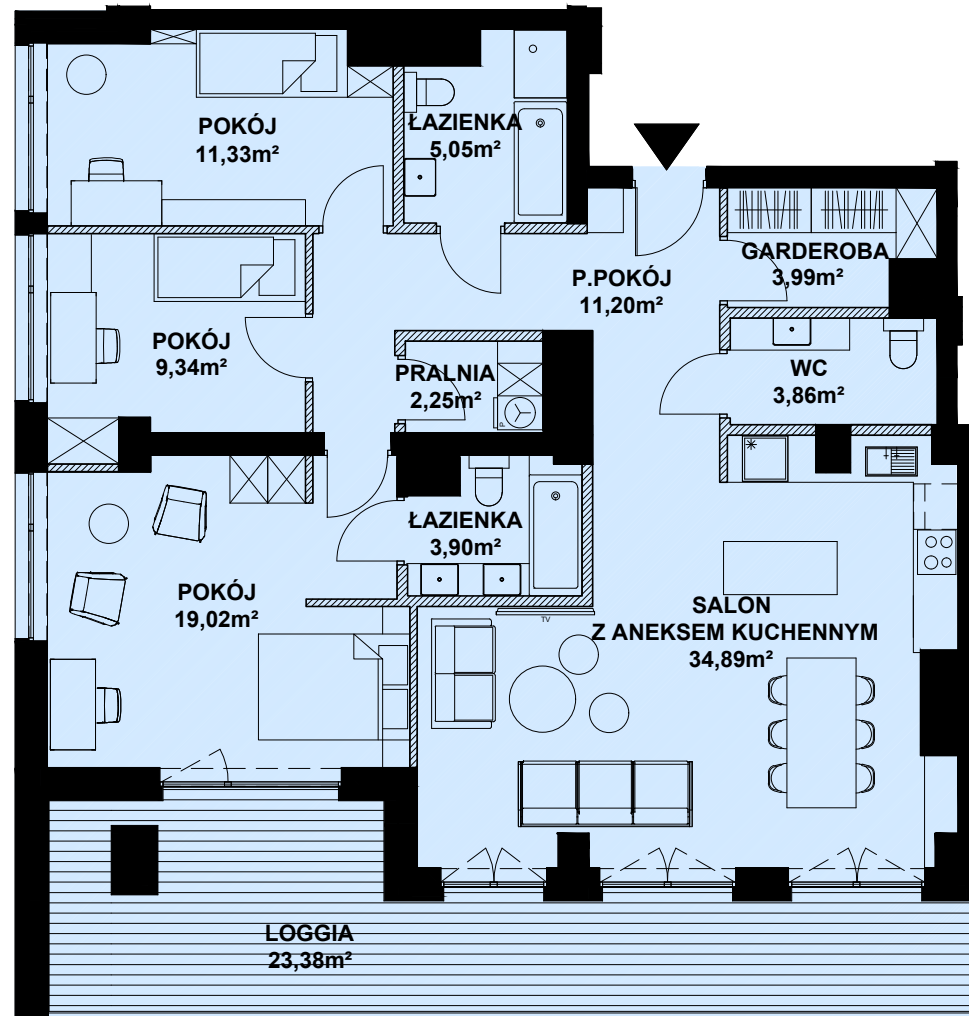 POKÓJ
11,33m²
ŁAZIENKA
5,05m²
GARDEROBA
3,99m²
P.POKÓJ
11,20m²
POKÓJ
9,34m²
PRALNIA
2,25m²
P
WC
3,86m²
ŁAZIENKA
3,90m²
POKÓJ
19,02m²
TV
SALON
Z ANEKSEM KUCHENNYM
34,89m²
LOGGIA
23,38m²